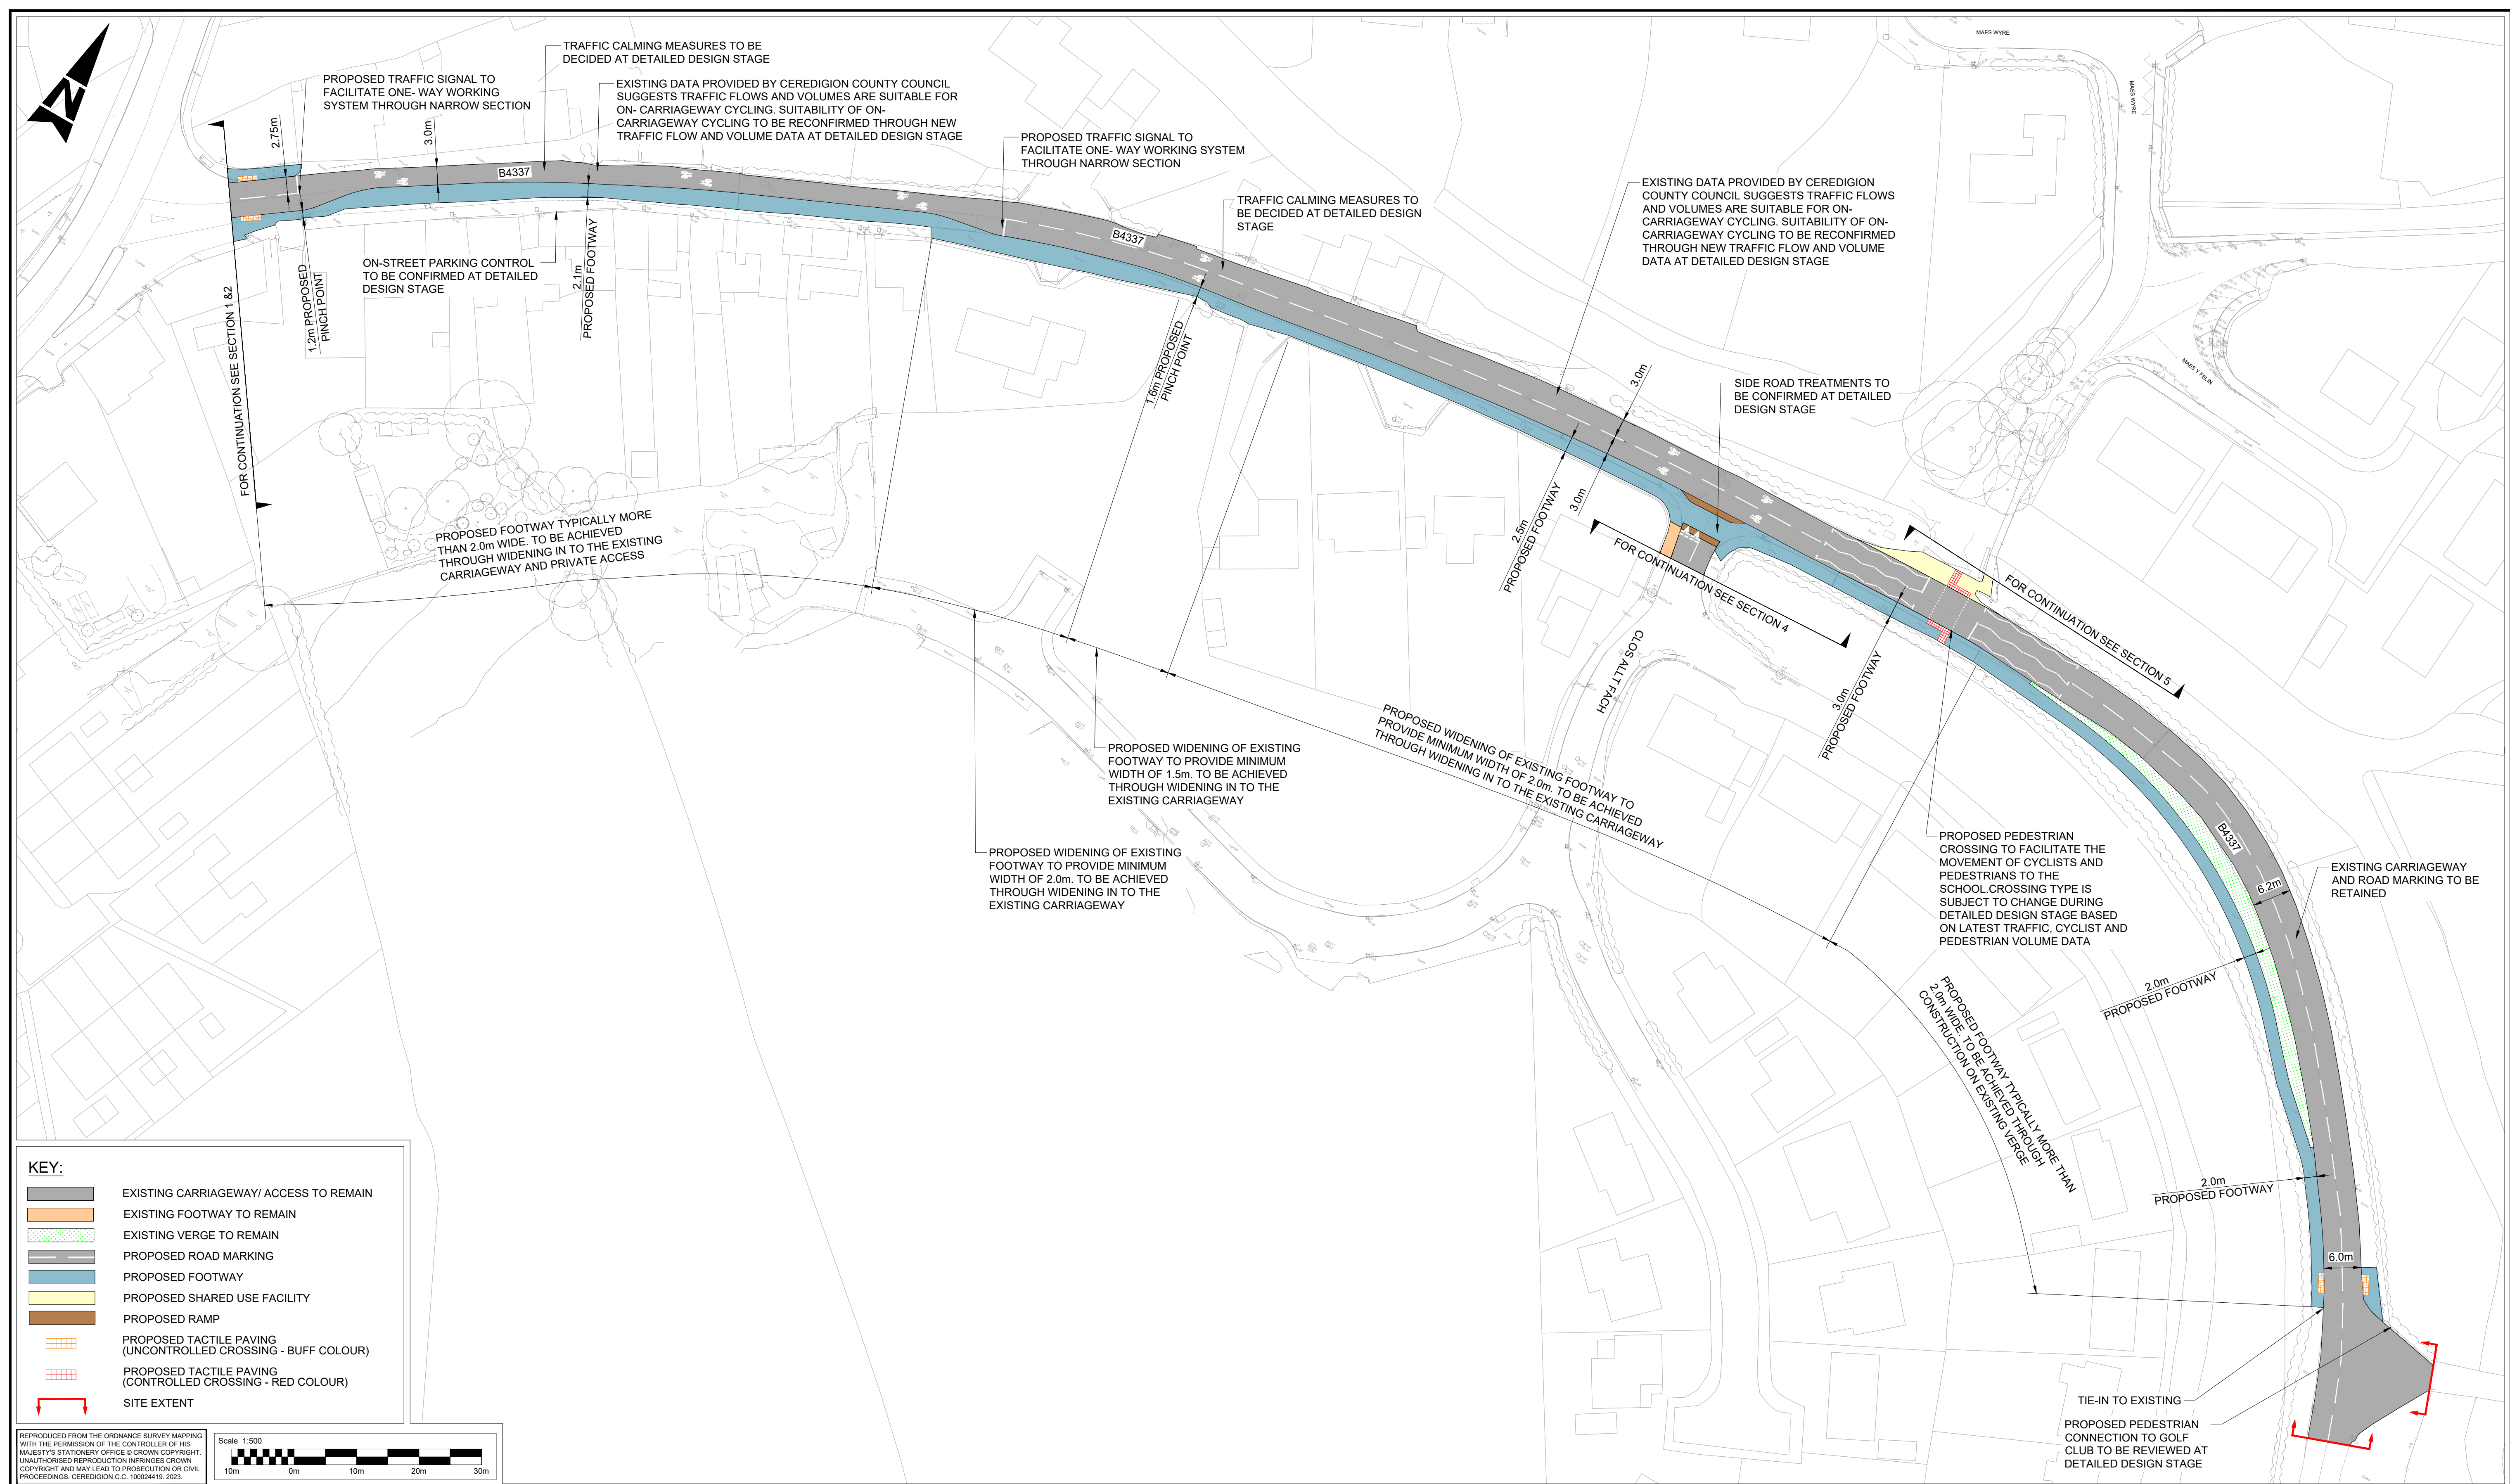 N
TRAFFIC CALMING MEASURES TO BE
DECIDED AT DETAILED DESIGN STAGE
PROPOSED TRAFFIC SIGNAL TO
FACILITATE ONE- WAY WORKING
SYSTEM THROUGH NARROW SECTION
EXISTING DATA PROVIDED BY CEREDIGION COUNTY COUNCIL
SUGGESTS TRAFFIC FLOWS AND VOLUMES ARE SUITABLE FOR
ON- CARRIAGEWAY CYCLING. SUITABILITY OF ON-
CARRIAGEWAY CYCLING TO BE RECONFIRMED THROUGH NEW
TRAFFIC FLOW AND VOLUME DATA AT DETAILED DESIGN STAGE
PROPOSED TRAFFIC SIGNAL TO
FACILITATE ONE- WAY WORKING SYSTEM
THROUGH NARROW SECTION
TRAFFIC CALMING MEASURES TO
BE DECIDED AT DETAILED DESIGN
STAGE
EXISTING DATA PROVIDED BY CEREDIGION
COUNTY COUNCIL SUGGESTS TRAFFIC FLOWS
AND VOLUMES ARE SUITABLE FOR ON-
CARRIAGEWAY CYCLING. SUITABILITY OF ON-
CARRIAGEWAY CYCLING TO BE RECONFIRMED
THROUGH NEW TRAFFIC FLOW AND VOLUME
DATA AT DETAILED DESIGN STAGE
MAES WYRE
MAES WYRE
MAES Y FELIN
2.75m
3.0m
B4337
B4337
ON-STREET PARKING CONTROL
TO BE CONFIRMED AT DETAILED
DESIGN STAGE
FOR CONTINUATION SEE SECTION 1 &2
1.2m PROPOSED
PINCH POINT
2.1m
PROPOSED FOOTWAY
1.6m PROPOSED
PINCH POINT
3.0m
SIDE ROAD TREATMENTS TO
BE CONFIRMED AT DETAILED
DESIGN STAGE
2.5m
PROPOSED FOOTWAY
3.0m
FOR CONTINUATION SEE SECTION 4
FOR CONTINUATION SEE SECTION 5
PROPOSED FOOTWAY TYPICALLY MORE
THAN 2.0m WIDE. TO BE ACHIEVED
THROUGH WIDENING IN TO THE EXISTING
CARRIAGEWAY AND PRIVATE ACCESS
CLOS ALLT FACH
3.0m
PROPOSED FOOTWAY
PROPOSED WIDENING OF EXISTING
FOOTWAY TO PROVIDE MINIMUM
WIDTH OF 1.5m. TO BE ACHIEVED
THROUGH WIDENING IN TO THE
EXISTING CARRIAGEWAY
PROPOSED WIDENING OF EXISTING FOOTWAY TO
PROVIDE MINIMUM WIDTH OF 2.0m. TO BE ACHIEVED
THROUGH WIDENING IN TO THE EXISTING CARRIAGEWAY
PROPOSED WIDENING OF EXISTING
FOOTWAY TO PROVIDE MINIMUM
WIDTH OF 2.0m. TO BE ACHIEVED
THROUGH WIDENING IN TO THE
EXISTING CARRIAGEWAY
PROPOSED PEDESTRIAN
CROSSING TO FACILITATE THE
MOVEMENT OF CYCLISTS AND
PEDESTRIANS TO THE
SCHOOL.CROSSING TYPE IS
SUBJECT TO CHANGE DURING
DETAILED DESIGN STAGE BASED
ON LATEST TRAFFIC, CYCLIST AND
PEDESTRIAN VOLUME DATA
B4337
6.2m
EXISTING CARRIAGEWAY
AND ROAD MARKING TO BE
RETAINED
2.0m
PROPOSED FOOTWAY
PROPOSED FOOTWAY TYPICALLY MORE THAN
2.0m WIDE. TO BE ACHIEVED THROUGH
CONSTRUCTION ON EXISTING VERGE
2.0m
PROPOSED FOOTWAY
6.0m
TIE-IN TO EXISTING
PROPOSED PEDESTRIAN
CONNECTION TO GOLF
CLUB TO BE REVIEWED AT
DETAILED DESIGN STAGE
KEY:
EXISTING CARRIAGEWAY/ ACCESS TO REMAIN
EXISTING FOOTWAY TO REMAIN
EXISTING VERGE TO REMAIN
PROPOSED ROAD MARKING
PROPOSED FOOTWAY
PROPOSED SHARED USE FACILITY
PROPOSED RAMP
PROPOSED TACTILE PAVING
(UNCONTROLLED CROSSING - BUFF COLOUR)
PROPOSED TACTILE PAVING
(CONTROLLED CROSSING - RED COLOUR)
SITE EXTENT
REPRODUCED FROM THE ORDNANCE SURVEY MAPPING
WITH THE PERMISSION OF THE CONTROLLER OF HIS
MAJESTY'S STATIONERY OFFICE © CROWN COPYRIGHT.
UNAUTHORISED REPRODUCTION INFRINGES CROWN
COPYRIGHT AND MAY LEAD TO PROSECUTION OR CIVIL
PROCEEDINGS. CEREDIGION.C.C. 100024419. 2023.
Scale 1:500
10m 0m 10m 20m 30m